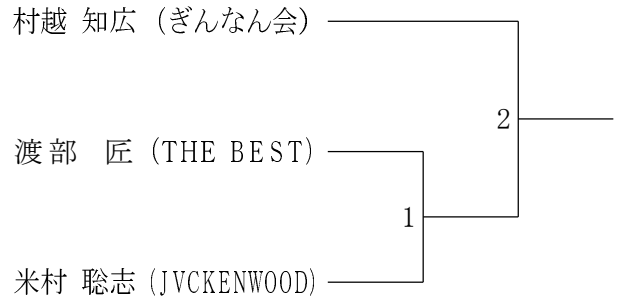 村越 知広 (ぎんなん会)
2
渡部 匠 (THE BEST)
1
米村 聡志 (JVCKENWOOD)